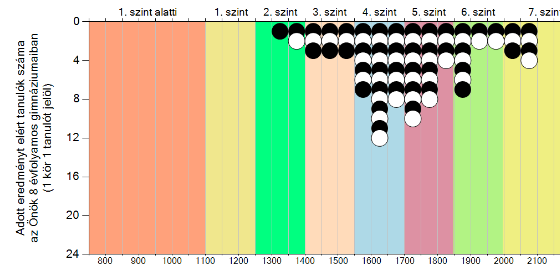 1. szint alatti 1. szint 2. szint 3. szint 4. szint 5. szint 6. szint 7. szint
Adott eredményt elért tanulók száma
az Önök 8 évfolyamos gimnáziumaiban
(1 kör 1 tanulót jelöl)
0
4
8
12
16
20
24
800 900 1000 1100 1200 1300 1400 1500 1600 1700 1800 1900 2000 2100